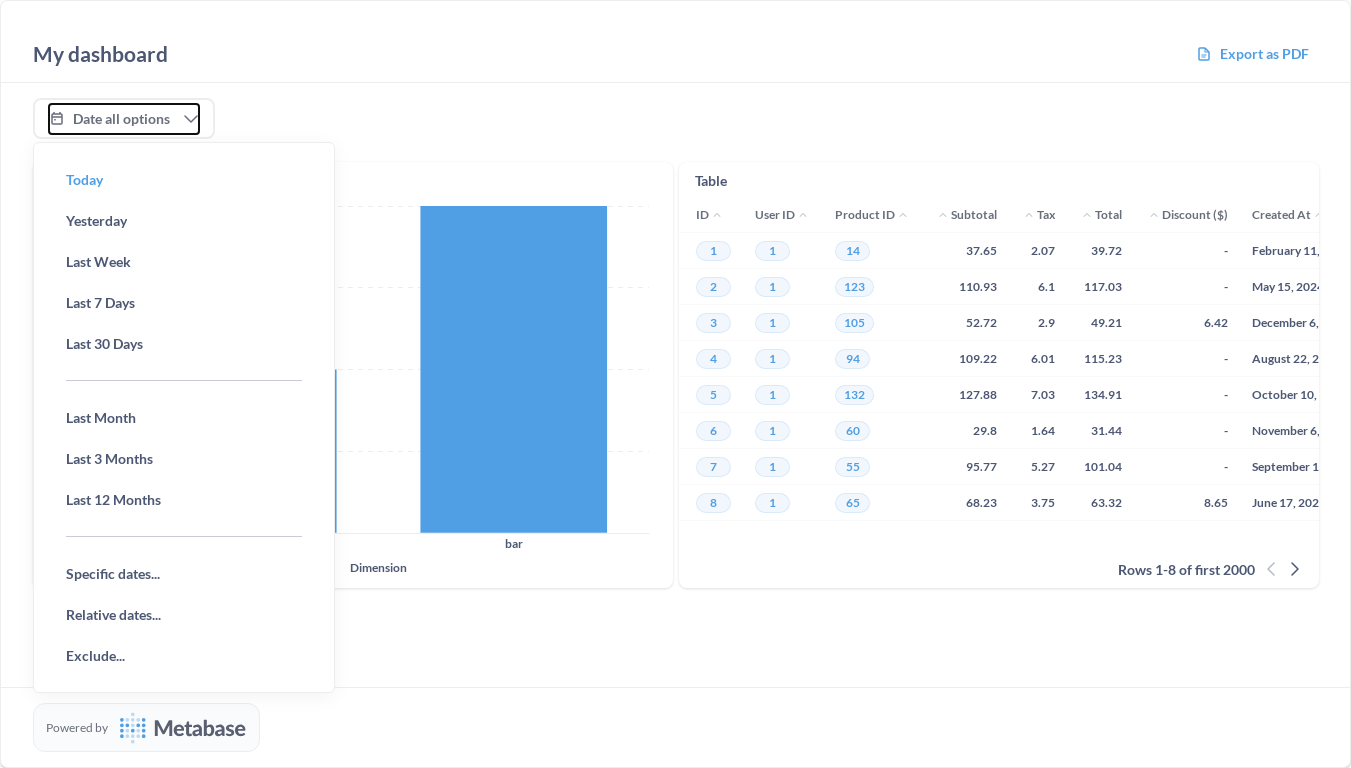 My dashboard
Export as PDF
Date all options
Today
Yesterday
Last Week
Last 7 Days
Last 30 Days
Last Month
Last 3 Months
Last 12 Months
Specific dates...
Relative dates...
Exclude...
bar
Dimension
Table
ID User ID Product ID Subtotal Tax Total Discount ($) Created At
1 1 14 37.65 2.07 39.72 - February 11,
2 1 123 110.93 6.1 117.03 - May 15, 2024
3 1 105 52.72 2.9 49.21 6.42 December 6,
4 1 94 109.22 6.01 115.23 - August 22, 2
5 1 132 127.88 7.03 134.91 - October 10,
6 1 60 29.8 1.64 31.44 - November 6,
7 1 55 95.77 5.27 101.04 - September 1
8 1 65 68.23 3.75 63.32 8.65 June 17, 202
Rows 1-8 of first 2000
Powered by Metabase